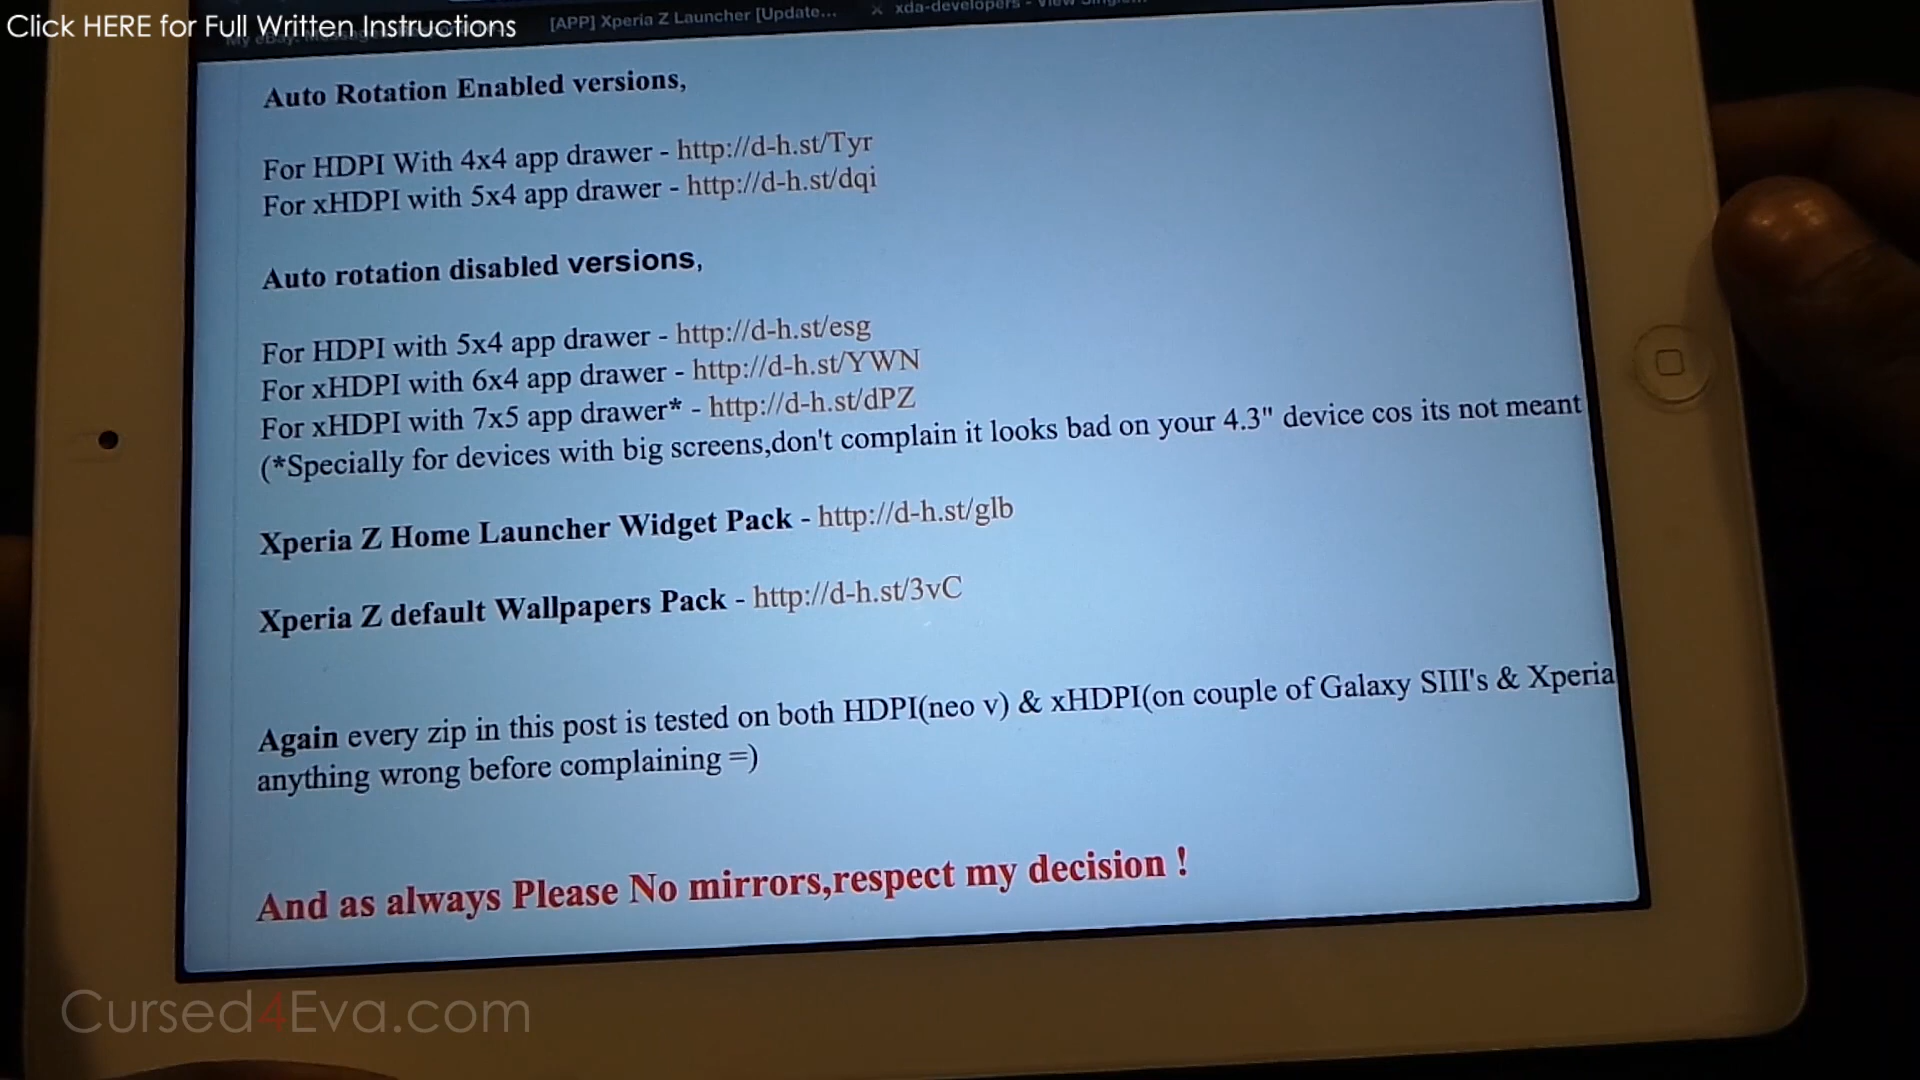 Click HERE for Full Written Instructions
[APP] Xperia Z Launcher [Update...
xda-developers - View
Auto Rotation Enabled versions,
For HDPI With 4x4 app drawer - http://d-h.st/Tyr
For xHDPI with 5x4 app drawer - http://d-h.st/dqi
Auto rotation disabled versions,
For HDPI with 5x4 app drawer - http://d-h.st/esg
For xHDPI with 6x4 app drawer - http://d-h.st/YWN
For xHDPI with 7x5 app drawer* - http://d-h.st/dPZ
(*Specially for devices with big screens,don't complain it looks bad on your 4.3" device cos its not meant
Xperia Z Home Launcher Widget Pack - http://d-h.st/glb
Xperia Z default Wallpapers Pack - http://d-h.st/3vC
Again every zip in this post is tested on both HDPI(neo v) & xHDPI(on couple of Galaxy SIII's & Xperia
anything wrong before complaining =)
And as always Please No mirrors,respect my decision !
Cursed4Eva.com